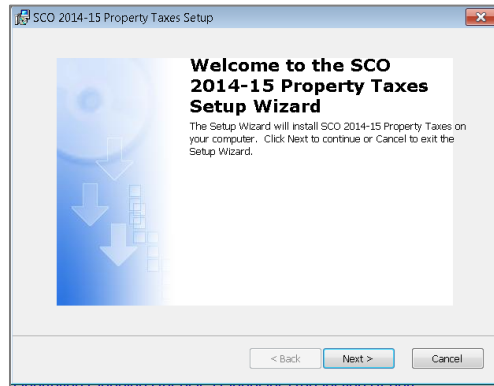 SCO 2014-15 Property Taxes Setup
Welcome to the SCO
2014-15 Property Taxes
Setup Wizard
The Setup Wizard will install SCO 2014-15 Property Taxes on
your computer. Click Next to continue or Cancel to exit the
Setup Wizard.
< Back
Next >
Cancel